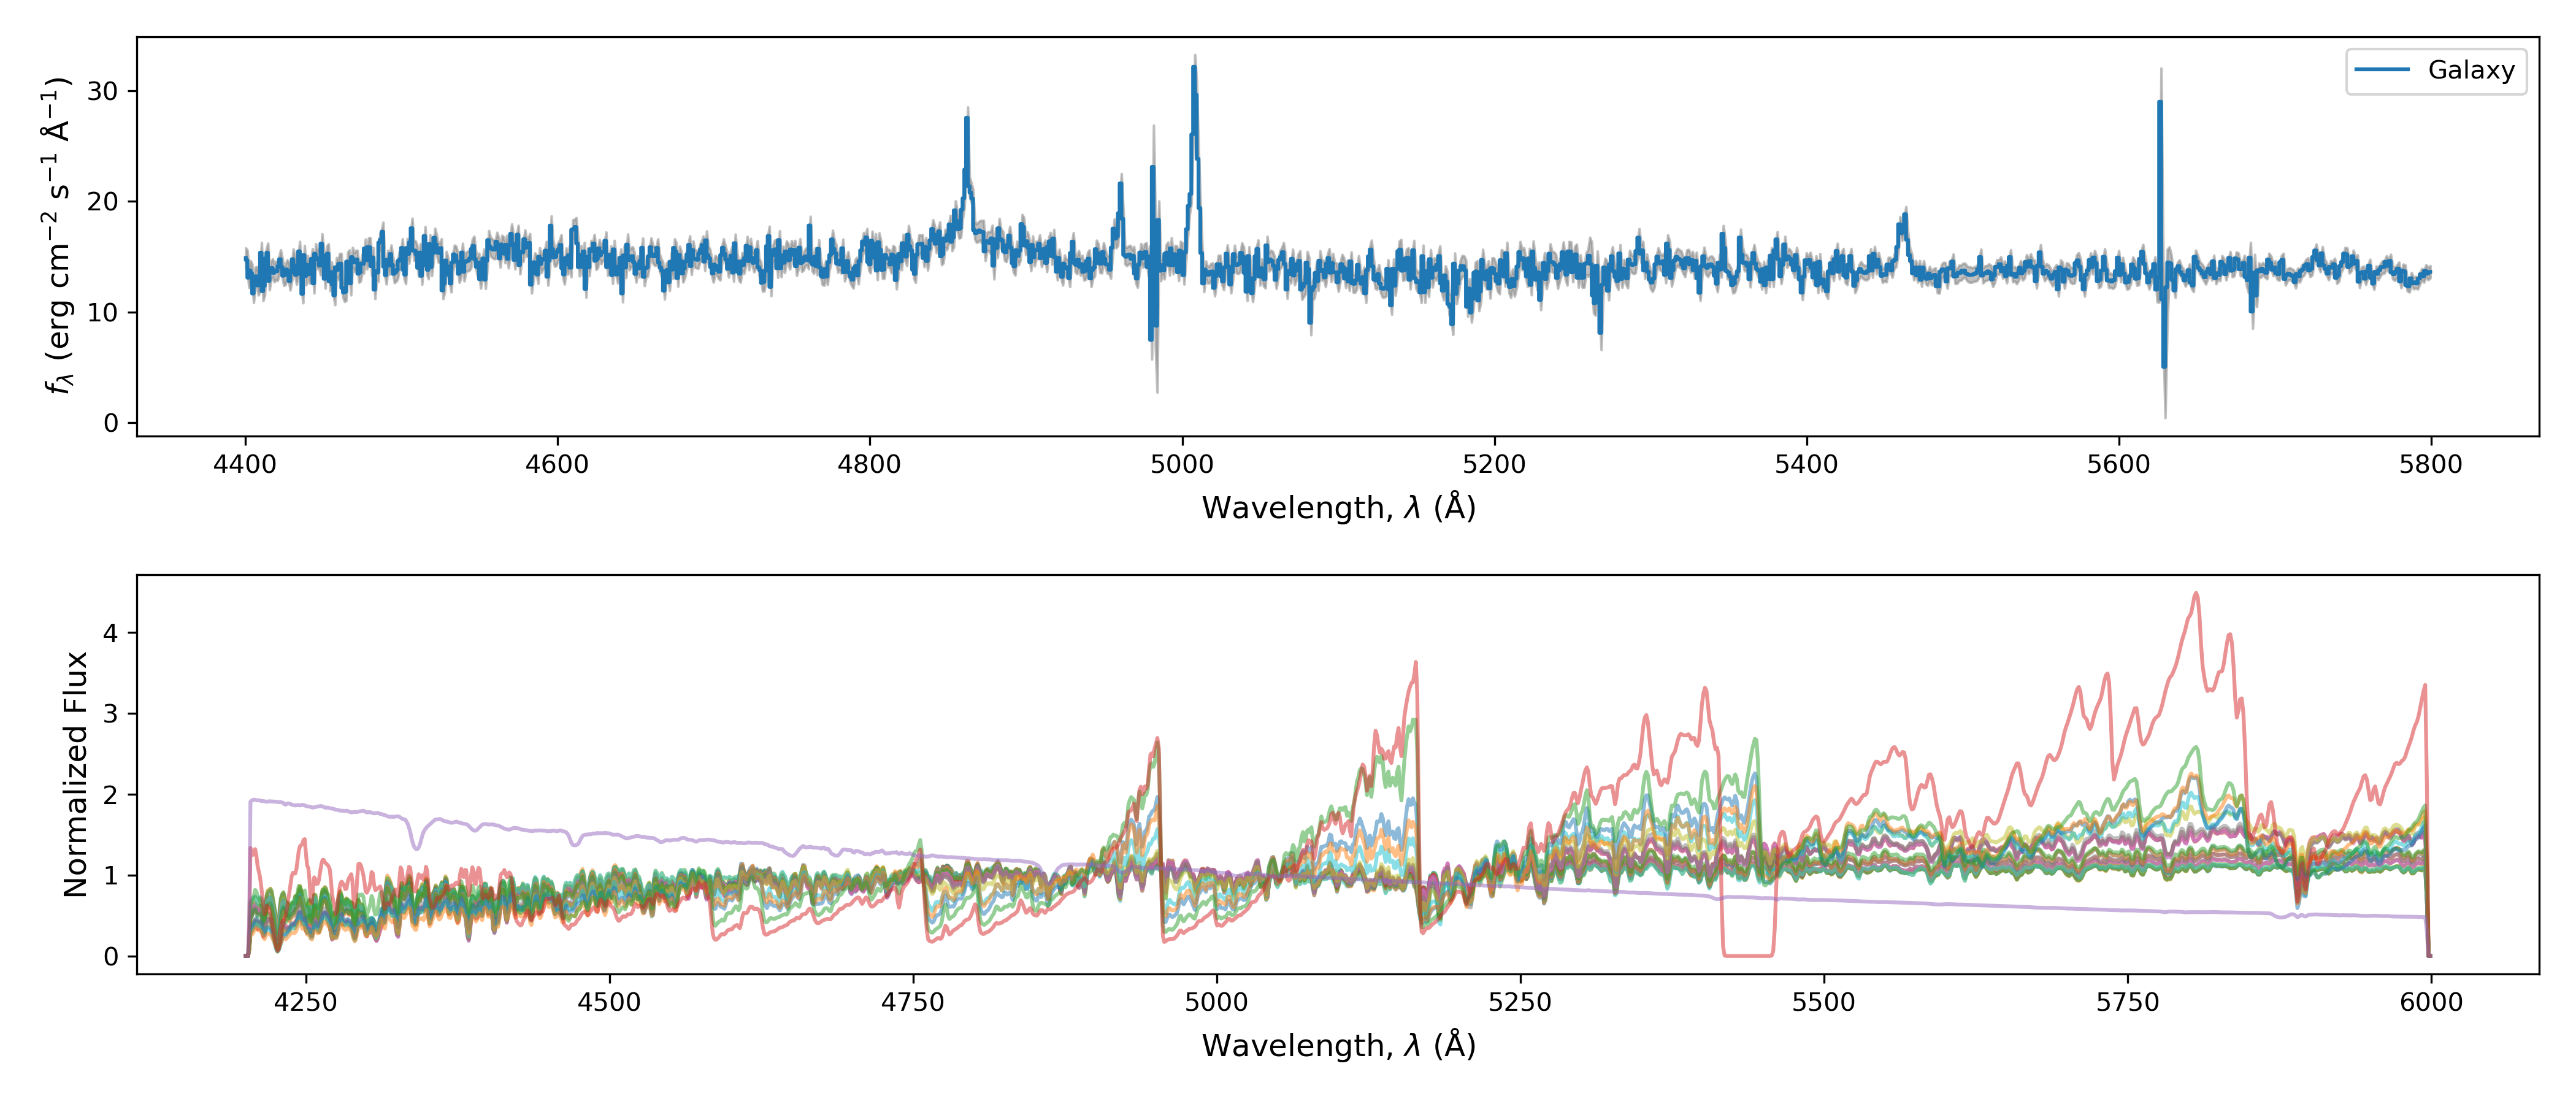 Galaxy
30
20
10
0
f_λ (erg cm⁻² s⁻¹ Å⁻¹)
4400 4600 4800 5000 5200 5400 5600 5800
Wavelength, λ (Å)
4
3
2
1
0
Normalized Flux
4250 4500 4750 5000 5250 5500 5750 6000
Wavelength, λ (Å)